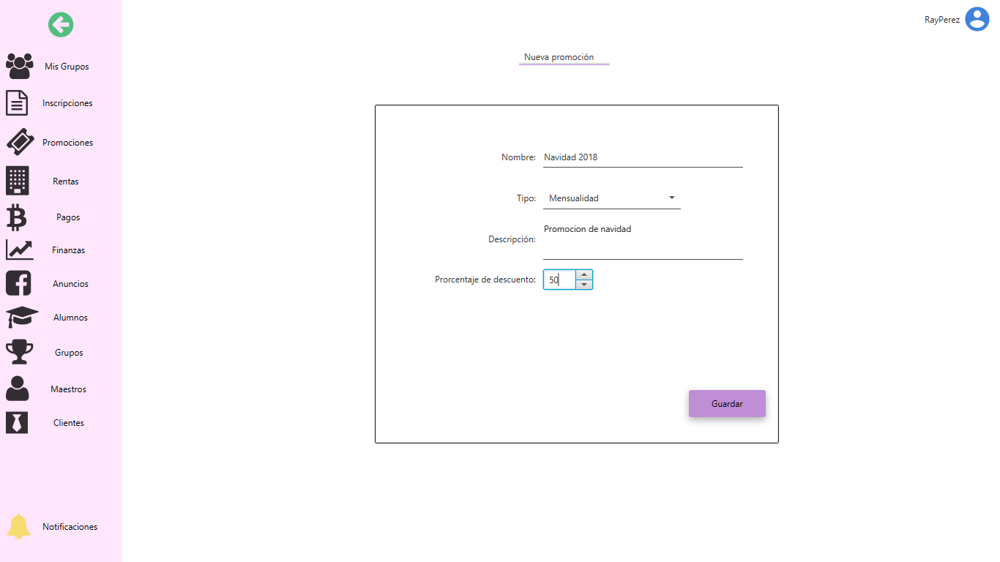 RayPerez
Mis Grupos
Inscripciones
Promociones
Rentas
Pagos
Finanzas
Anuncios
Alumnos
Grupos
Maestros
Clientes
Notificaciones
Nueva promoción
Nombre: Navidad 2018
Tipo: Mensualidad
Descripción: Promocion de navidad
Prorcentaje de descuento: 50
Guardar